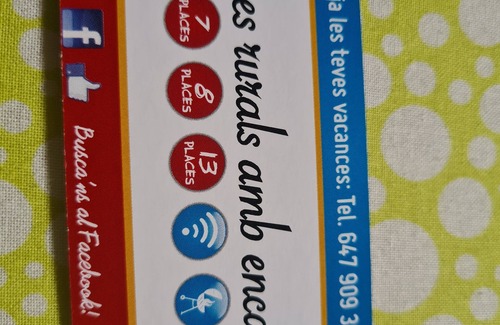 ia les teves vacances: Tel. 647 909 3
es rurals amb enca
7 PLACES
8 PLACES
13 PLACES
Busca'ns al Facebook!